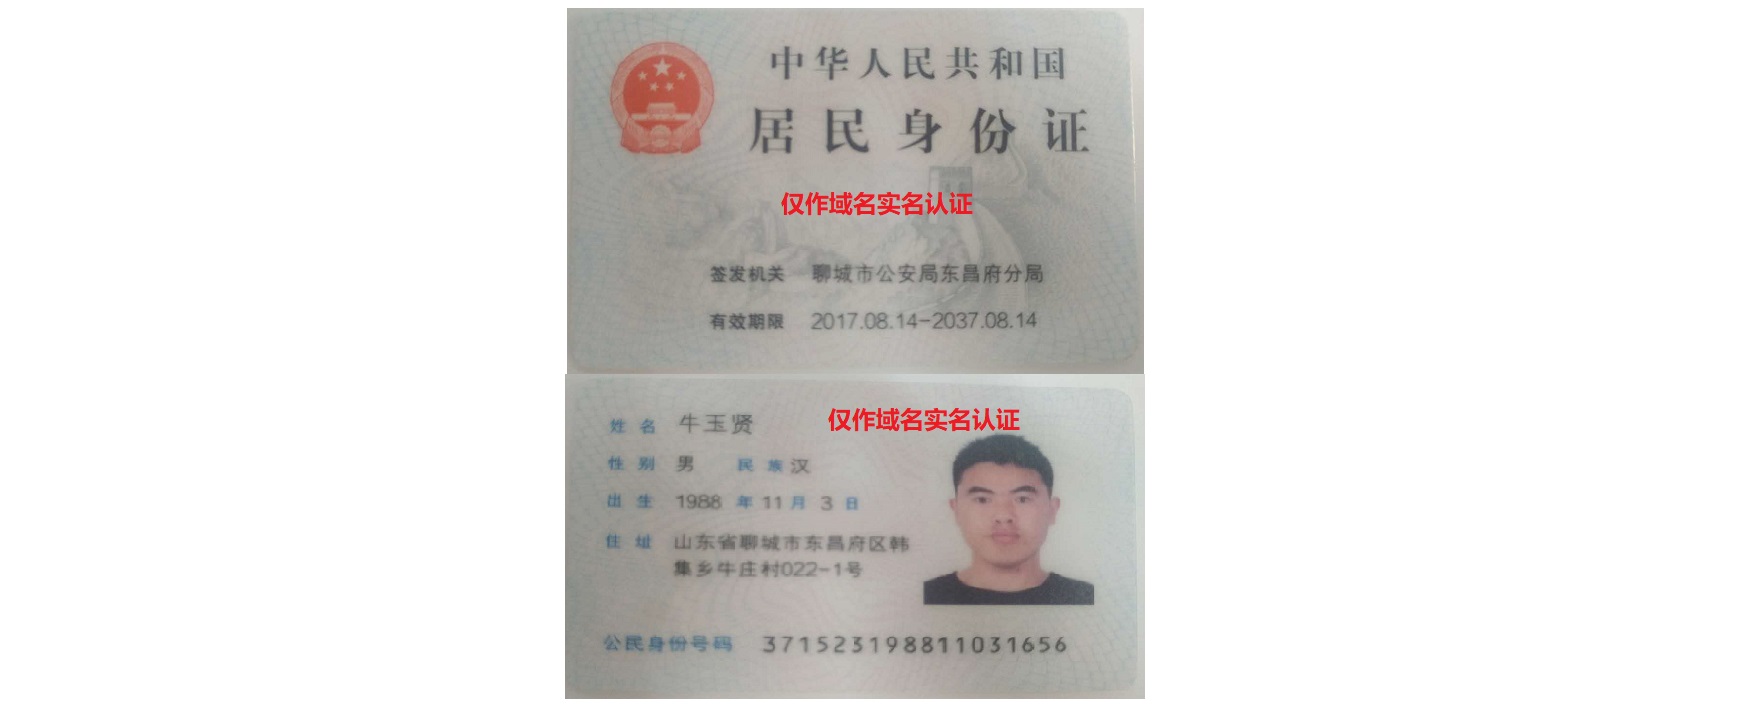 中华人民共和国
居民身份证
仅作域名实名认证
签发机关 聊城市公安局东昌府分局
有效期限 2017.08.14-2037.08.14
仅作域名实名认证
姓名 牛玉贤
性别 男 民族 汉
出生 1988 年 11 月 3 日
住址 山东省聊城市东昌府区韩
集乡牛庄村022-1号
公民身份号码 371523198811031656